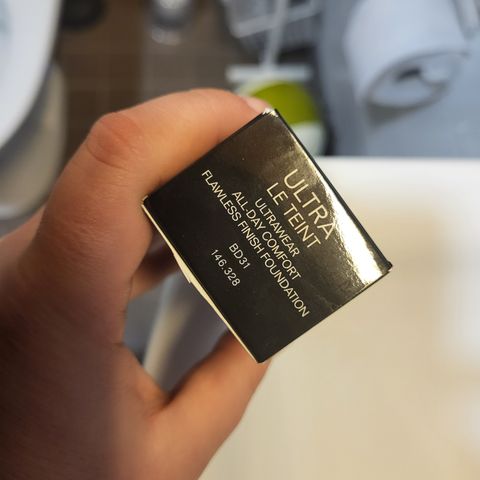 ULTRA
LE TEINT
ULTRAWEAR
ALL-DAY COMFORT
FLAWLESS FINISH FOUNDATION
BD31
146.328